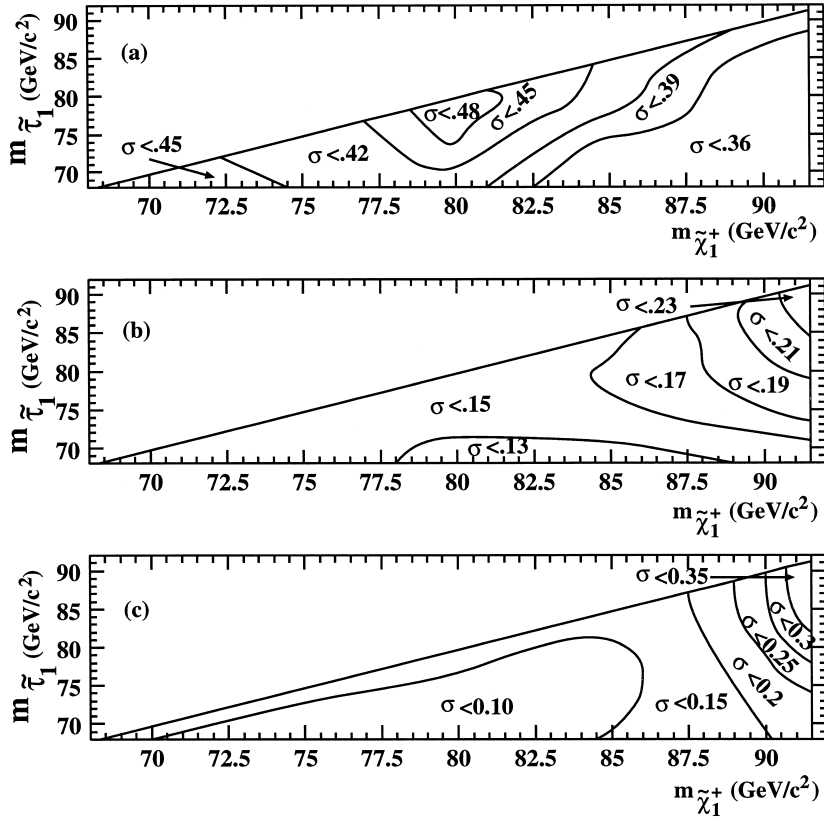 (a)
m τ̃1 (GeV/c²)
90
85
80
75
70
σ <.45
σ <.42
σ <.48
σ <.45
σ <.39
σ <.36
70 72.5 75 77.5 80 82.5 85 87.5 90
m χ̃1+ (GeV/c²)
(b)
m τ̃1 (GeV/c²)
90
85
80
75
70
σ <.23
σ <.21
σ <.17
σ <.19
σ <.15
σ <.13
70 72.5 75 77.5 80 82.5 85 87.5 90
m χ̃1+ (GeV/c²)
(c)
m τ̃1 (GeV/c²)
90
85
80
75
70
σ <0.35
σ <0.3
σ <0.25
σ <0.2
σ <0.10
σ <0.15
70 72.5 75 77.5 80 82.5 85 87.5 90
m χ̃1+ (GeV/c²)